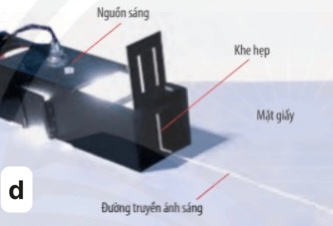 Nguồn sáng
Khe hẹp
Mặt giấy
Đường truyền ánh sáng
d